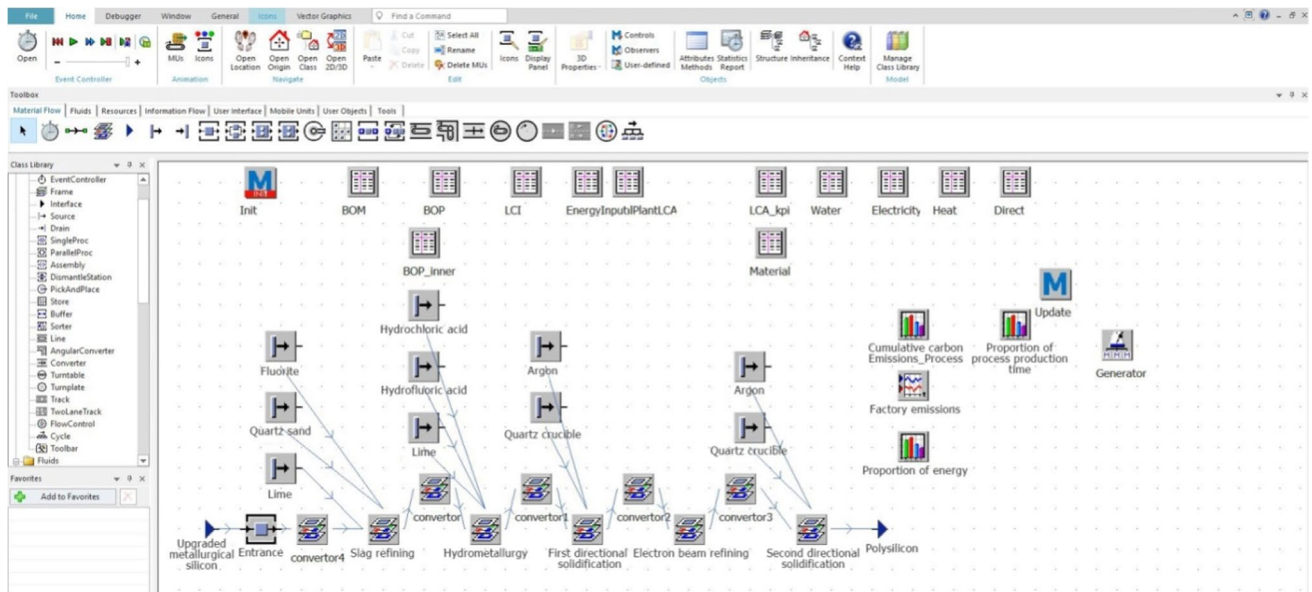 File Home Debugger Window General Icons Vector Graphics Find a Command
Open MUs Icons Open Location Open Origin Open Class Open 2D/3D Paste Cut Copy Delete Select All Rename Delete MUs Icons Display Panel 3D Properties Controls Observers User-defined Attributes Methods Statistics Report Structure Inheritance Context Help Manage Class Library
Event Controller Animation Navigate Edit Objects Model
Toolbox
Material Flow Fluids Resources Information Flow User Interface Mobile Units User Objects Tools
Class Library
EventController
Frame
Interface
Source
Drain
SingleProc
ParallelProc
Assembly
DismantleStation
PickAndPlace
Store
Buffer
Sorter
Line
AngularConverter
Converter
Turntable
Turnplate
Track
TwoLaneTrack
FlowControl
Cycle
Toolbar
Fluids
Favorites
Add to Favorites
M
INIT
Init BOM BOP LCI EnergyInputblPlantLCA LCA_kpi Water Electricity Heat Direct
BOP_inner Material
M
Update
Hydrochloric acid
Cumulative carbon Emissions_Process
Proportion of process production time
Generator
Fluorite Hydrofluoric acid Argon Argon
Factory emissions
Quartz sand Lime Quartz crucible Quartz crucible
Proportion of energy
Lime
convertor convertor1 convertor2 convertor3
Upgraded metallurgical silicon
Entrance convertor4 Slag refining Hydrometallurgy First directional solidification Electron beam refining Second directional solidification Polysilicon